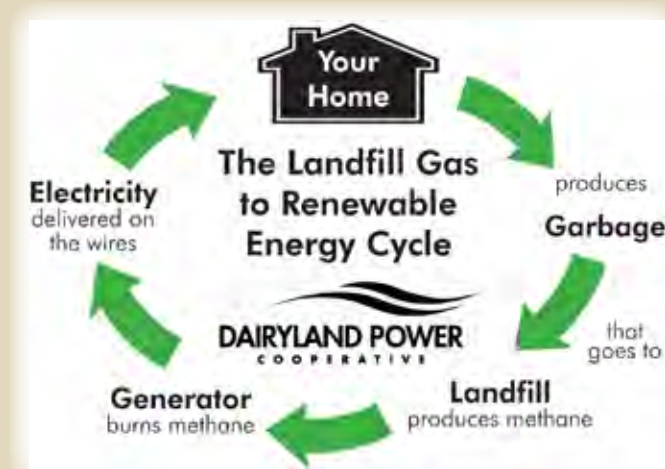 Your
Home
The Landfill Gas
to Renewable
Energy Cycle
produces
Garbage
that
goes to
Landfill
produces methane
Generator
burns methane
Electricity
delivered on
the wires
DAIRYLAND POWER
COOPERATIVE